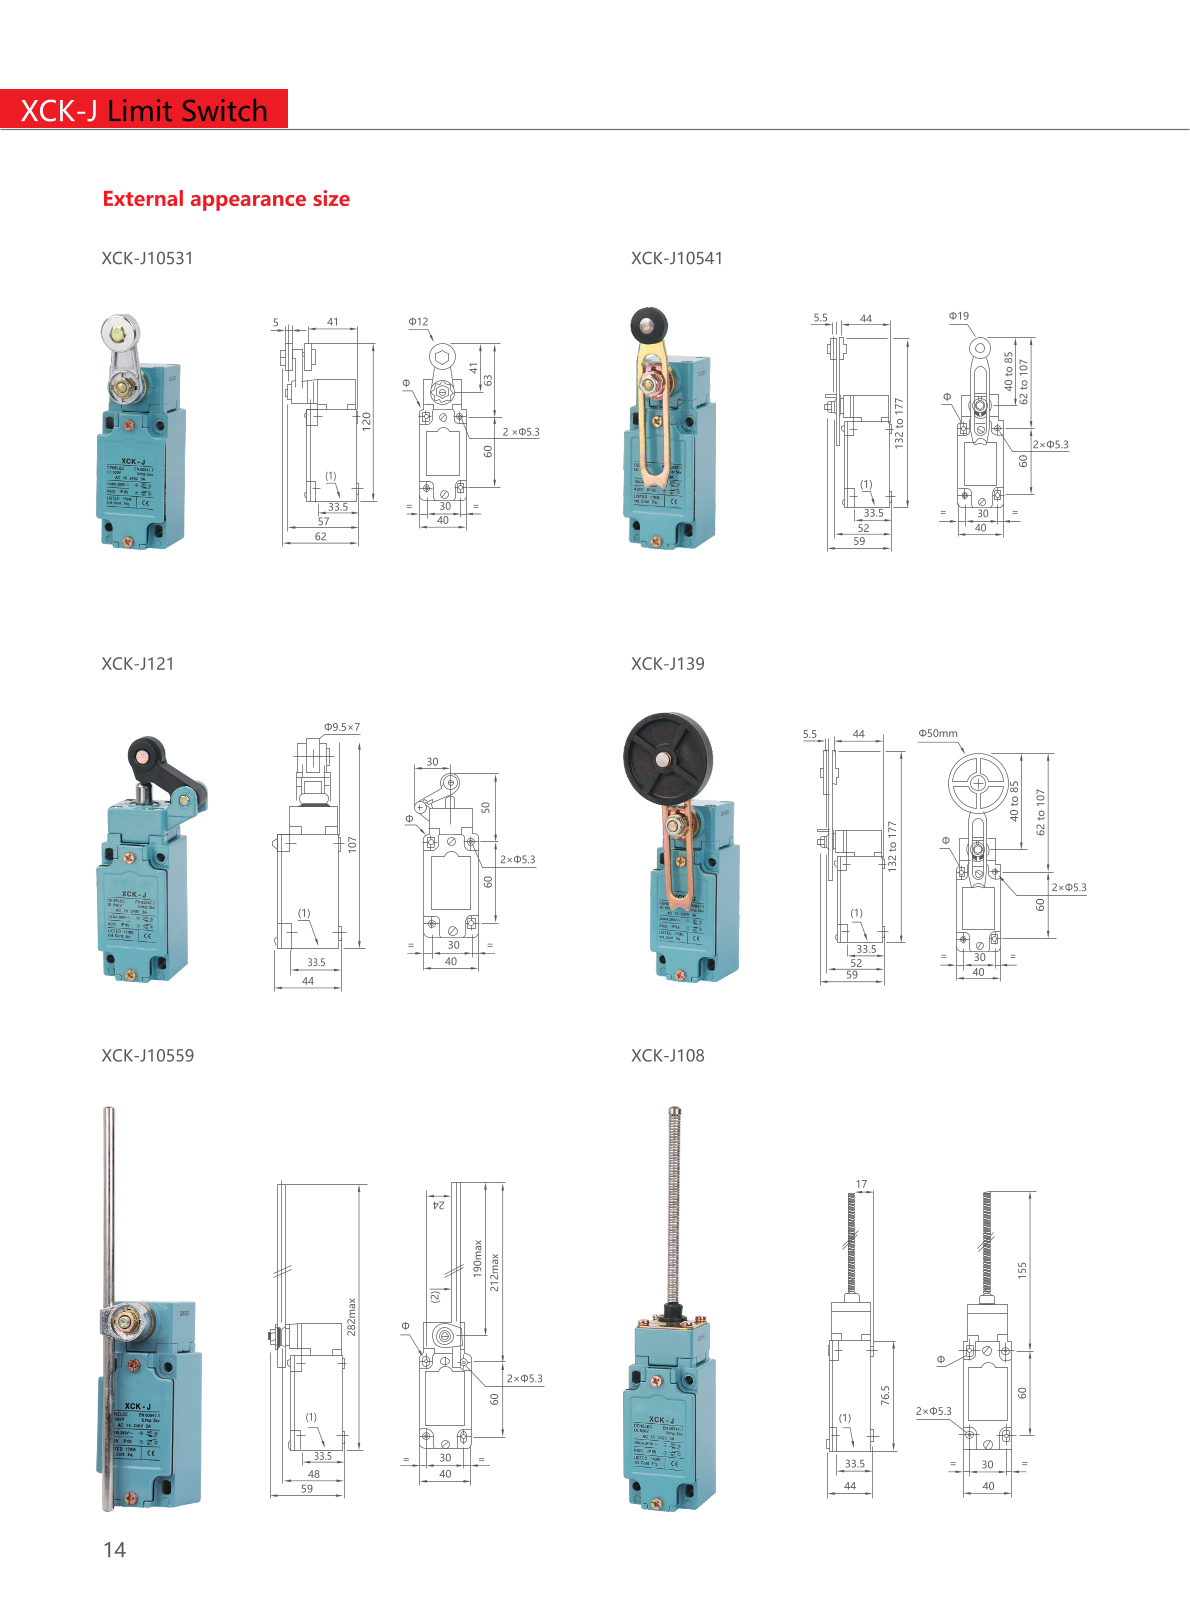 XCK-J Limit Switch
External appearance size
XCK-J10531
5
41
120
(1)
33.5
57
62
Φ12
Φ
41
63
60
2 ×Φ5.3
= 30 =
40
XCK-J
XCK-J10541
5.5
44
132 to 177
(1)
33.5
52
59
Φ19
Φ
40 to 85
62 to 107
60
2×Φ5.3
= 30 =
40
XCK-J121
Φ9.5×7
107
(1)
33.5
44
30
Φ
50
60
2×Φ5.3
= 30 =
40
XCK-J
XCK-J139
5.5
44
132 to 177
(1)
33.5
52
59
Φ50mm
Φ
40 to 85
62 to 107
60
2×Φ5.3
= 30 =
40
XCK-J10559
282max
(1)
33.5
48
59
24
190max
212max
(2)
Φ
60
2×Φ5.3
= 30 =
40
XCK-J
XCK-J108
17
76.5
(1)
33.5
44
155
Φ
60
2×Φ5.3
= 30 =
40
XCK-J
14